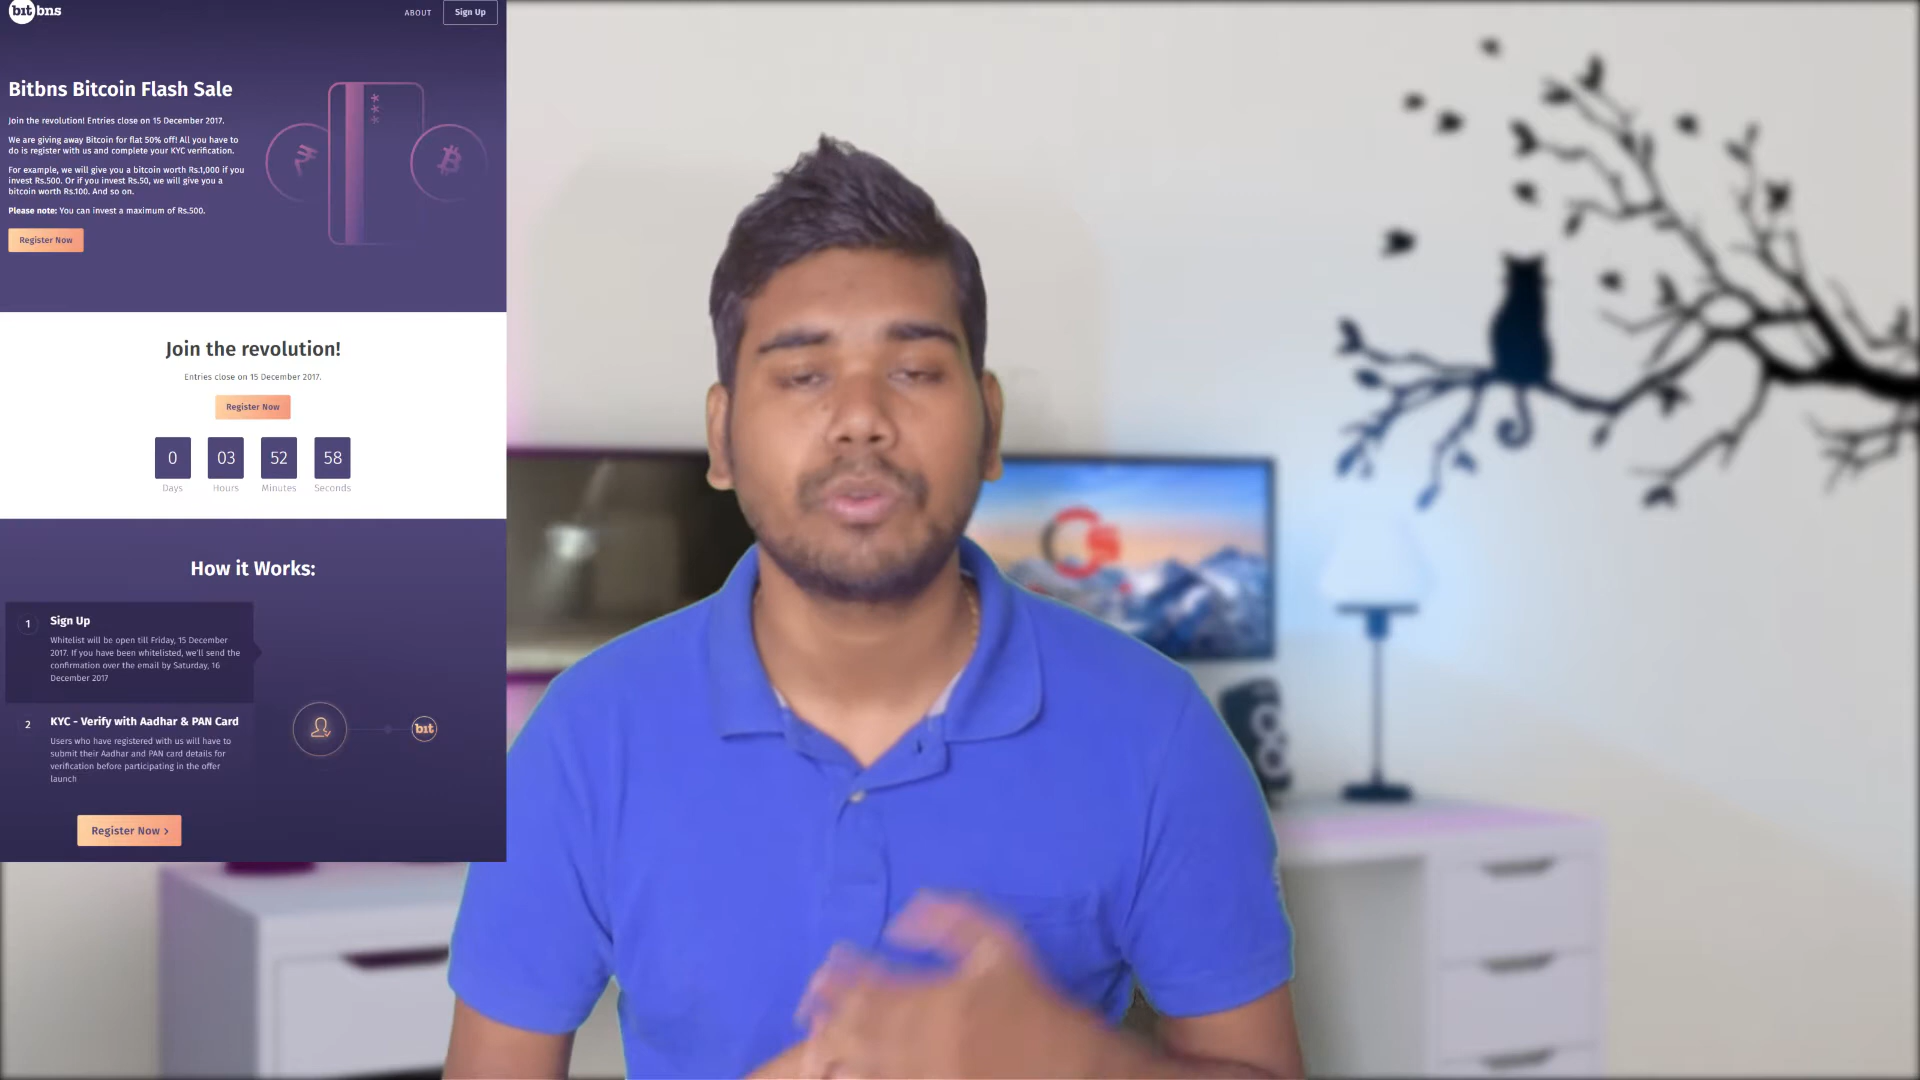 bitbns
ABOUT
Sign Up
Bitbns Bitcoin Flash Sale
Join the revolution! Entries close on 15 December 2017.
We are giving away Bitcoin for flat 50% off! All you have to
do is register with us and complete your KYC verification.
For example, we will give you a bitcoin worth Rs.1,000 if you
invest Rs.500. Or if you invest Rs.50, we will give you a
bitcoin worth Rs.100. And so on.
Please note: You can invest a maximum of Rs.500.
Register Now
Join the revolution!
Entries close on 15 December 2017.
Register Now
0 03 52 58
Days Hours Minutes Seconds
How it Works:
1 Sign Up
Whitelist will be open till Friday, 15 December
2017. If you have been whitelisted, we'll send the
confirmation over the email by Saturday, 16
December 2017
2 KYC - Verify with Aadhar & PAN Card
Users who have registered with us will have to
submit their Aadhar and PAN card details for
verification before participating in the offer
launch
bit
Register Now >